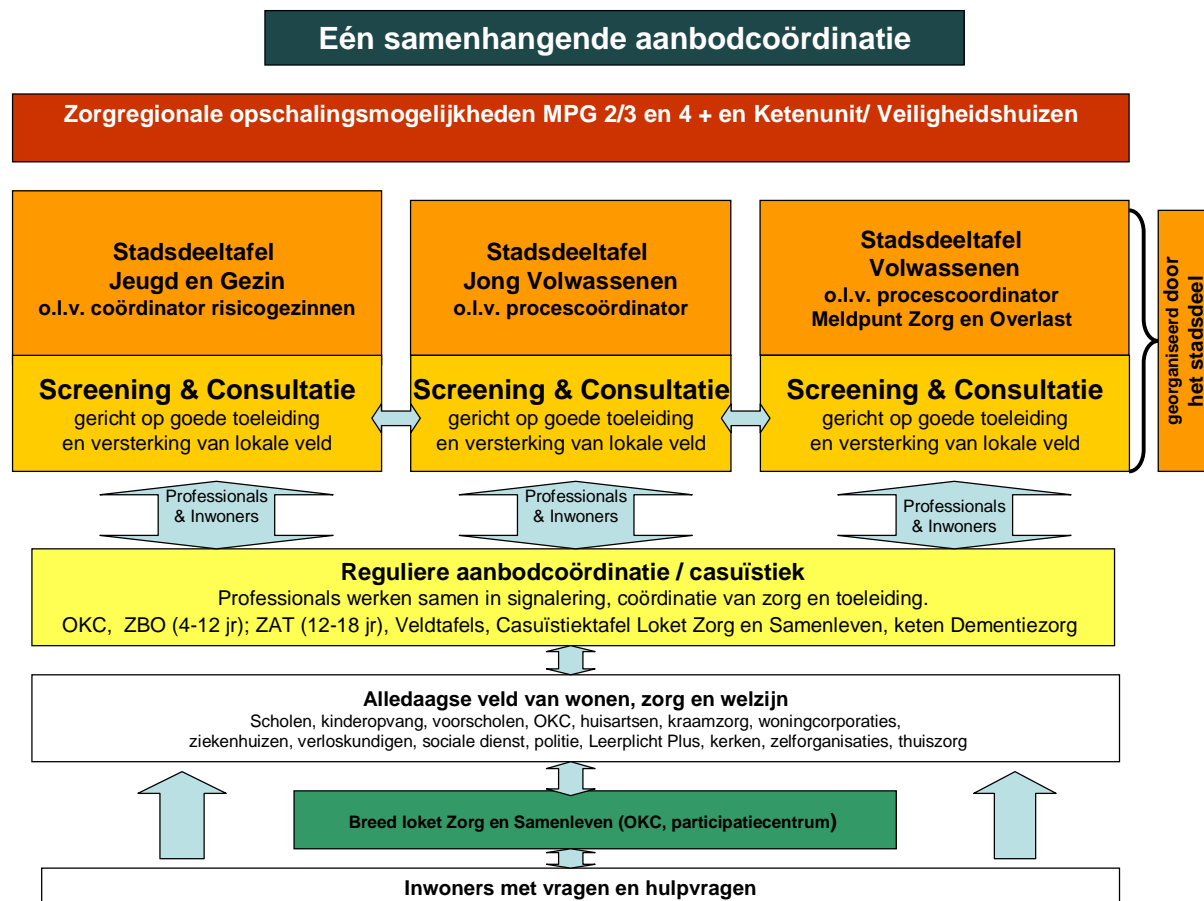 Eén samenhangende aanbodcoördinatie
Zorgregionale opschalingsmogelijkheden MPG 2/3 en 4 + en Ketenunit/ Veiligheidshuizen
Stadsdeeltafel
Jeugd en Gezin
o.l.v. coördinator risicogezinnen
Screening & Consultatie
gericht op goede toeleiding
en versterking van lokale veld
Stadsdeeltafel
Jong Volwassenen
o.l.v. procescoördinator
Screening & Consultatie
gericht op goede toeleiding
en versterking van lokale veld
Stadsdeeltafel
Volwassenen
o.l.v. procescoordinator
Meldpunt Zorg en Overlast
Screening & Consultatie
gericht op goede toeleiding
en versterking van lokale veld
georganiseerd door
het stadsdeel
Professionals
& Inwoners
Professionals
& Inwoners
Professionals
& Inwoners
Reguliere aanbodcoördinatie / casuïstiek
Professionals werken samen in signalering, coördinatie van zorg en toeleiding.
OKC, ZBO (4-12 jr); ZAT (12-18 jr), Veldtafels, Casuïstiektafel Loket Zorg en Samenleven, keten Dementiezorg
Alledaagse veld van wonen, zorg en welzijn
Scholen, kinderopvang, voorscholen, OKC, huisartsen, kraamzorg, woningcorporaties,
ziekenhuizen, verloskundigen, sociale dienst, politie, Leerplicht Plus, kerken, zelforganisaties, thuiszorg
Breed loket Zorg en Samenleven (OKC, participatiecentrum)
Inwoners met vragen en hulpvragen